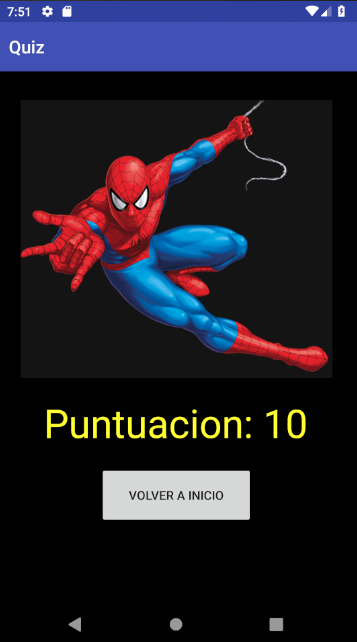 7:51
Quiz
Puntuacion: 10
VOLVER A INICIO